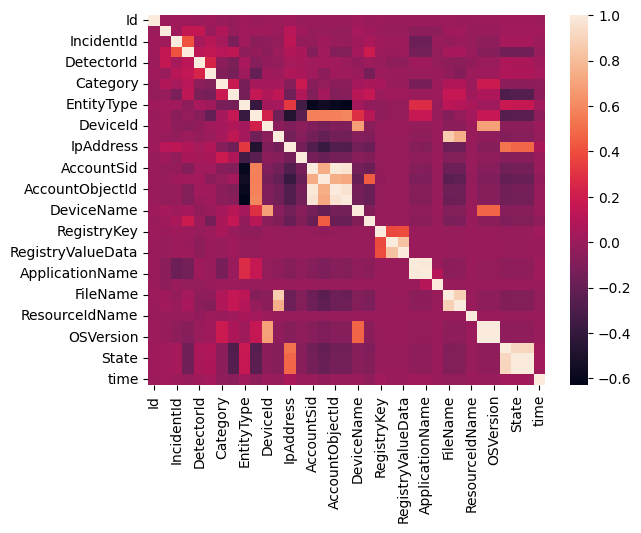 Id
IncidentId
DetectorId
Category
EntityType
DeviceId
IpAddress
AccountSid
AccountObjectId
DeviceName
RegistryKey
RegistryValueData
ApplicationName
FileName
ResourceIdName
OSVersion
State
time
Id
IncidentId
DetectorId
Category
EntityType
DeviceId
IpAddress
AccountSid
AccountObjectId
DeviceName
RegistryKey
RegistryValueData
ApplicationName
FileName
ResourceIdName
OSVersion
State
time
1.0
0.8
0.6
0.4
0.2
0.0
−0.2
−0.4
−0.6